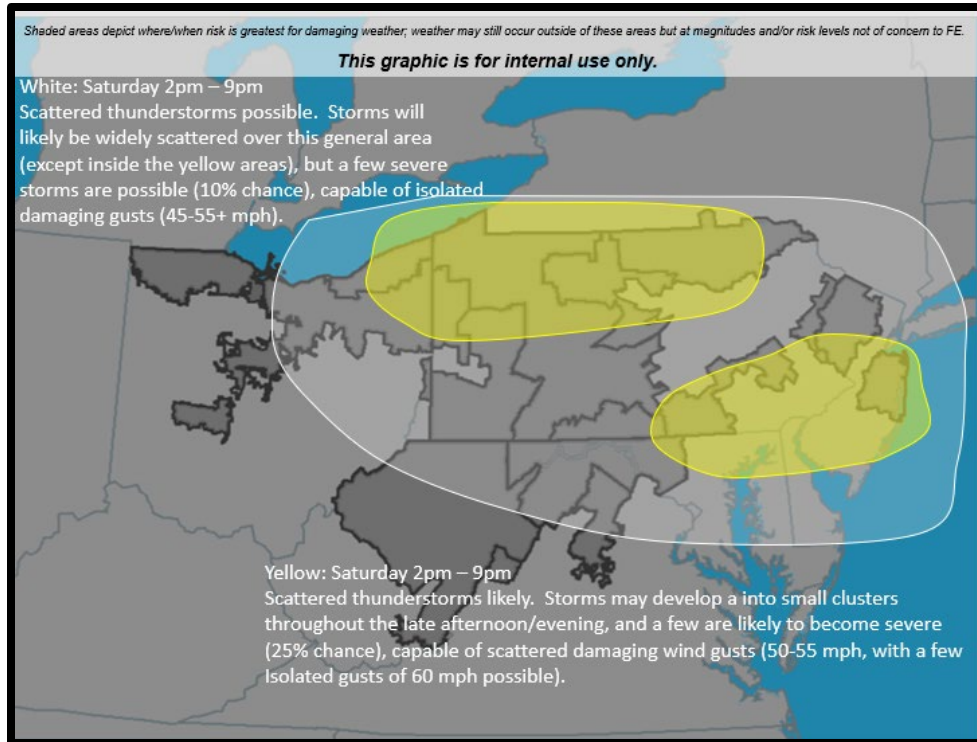 Shaded areas depict where/when risk is greatest for damaging weather; weather may still occur outside of these areas but at magnitudes and/or risk levels not of concern to FE.
This graphic is for internal use only.
White: Saturday 2pm – 9pm
Scattered thunderstorms possible.  Storms will
likely be widely scattered over this general area
(except inside the yellow areas), but a few severe
storms are possible (10% chance), capable of isolated
damaging gusts (45-55+ mph).
Yellow: Saturday 2pm – 9pm
Scattered thunderstorms likely.  Storms may develop a into small clusters
throughout the late afternoon/evening, and a few are likely to become severe
(25% chance), capable of scattered damaging wind gusts (50-55 mph, with a few
Isolated gusts of 60 mph possible).